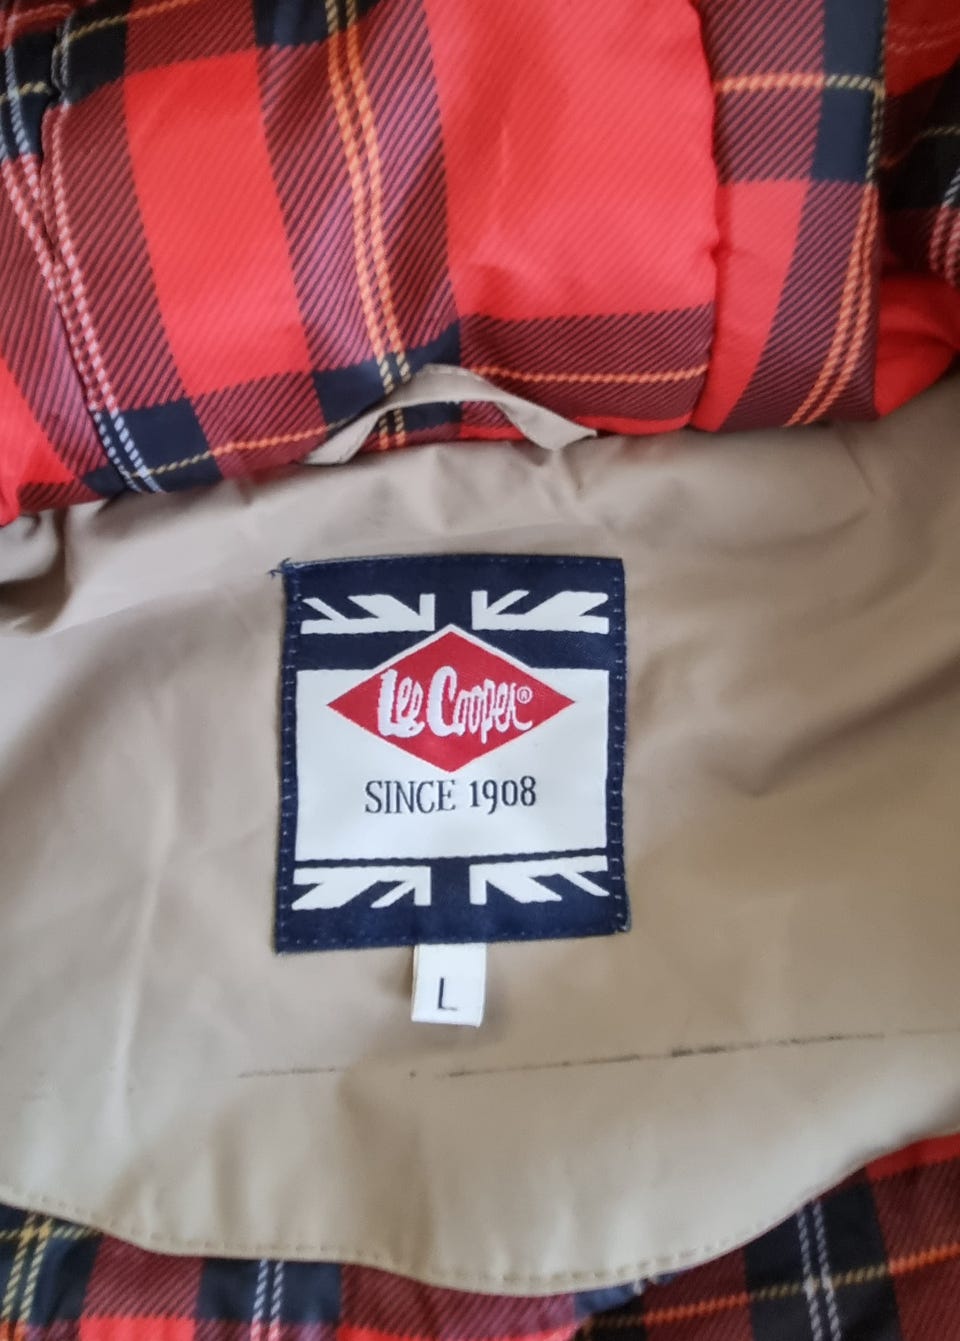 Lee Cooper®
SINCE 1908
L